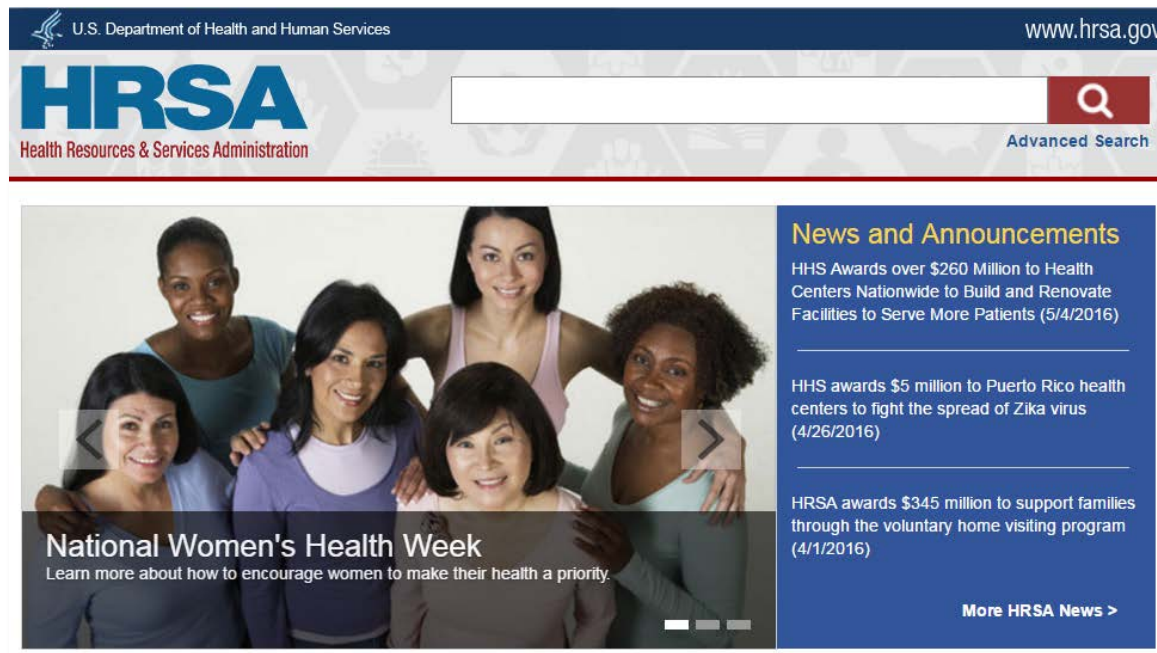 U.S. Department of Health and Human Services
www.hrsa.gov
HRSA
Health Resources & Services Administration
Advanced Search
National Women's Health Week
Learn more about how to encourage women to make their health a priority.
News and Announcements
HHS Awards over $260 Million to Health
Centers Nationwide to Build and Renovate
Facilities to Serve More Patients (5/4/2016)
HHS awards $5 million to Puerto Rico health
centers to fight the spread of Zika virus
(4/26/2016)
HRSA awards $345 million to support families
through the voluntary home visiting program
(4/1/2016)
More HRSA News >